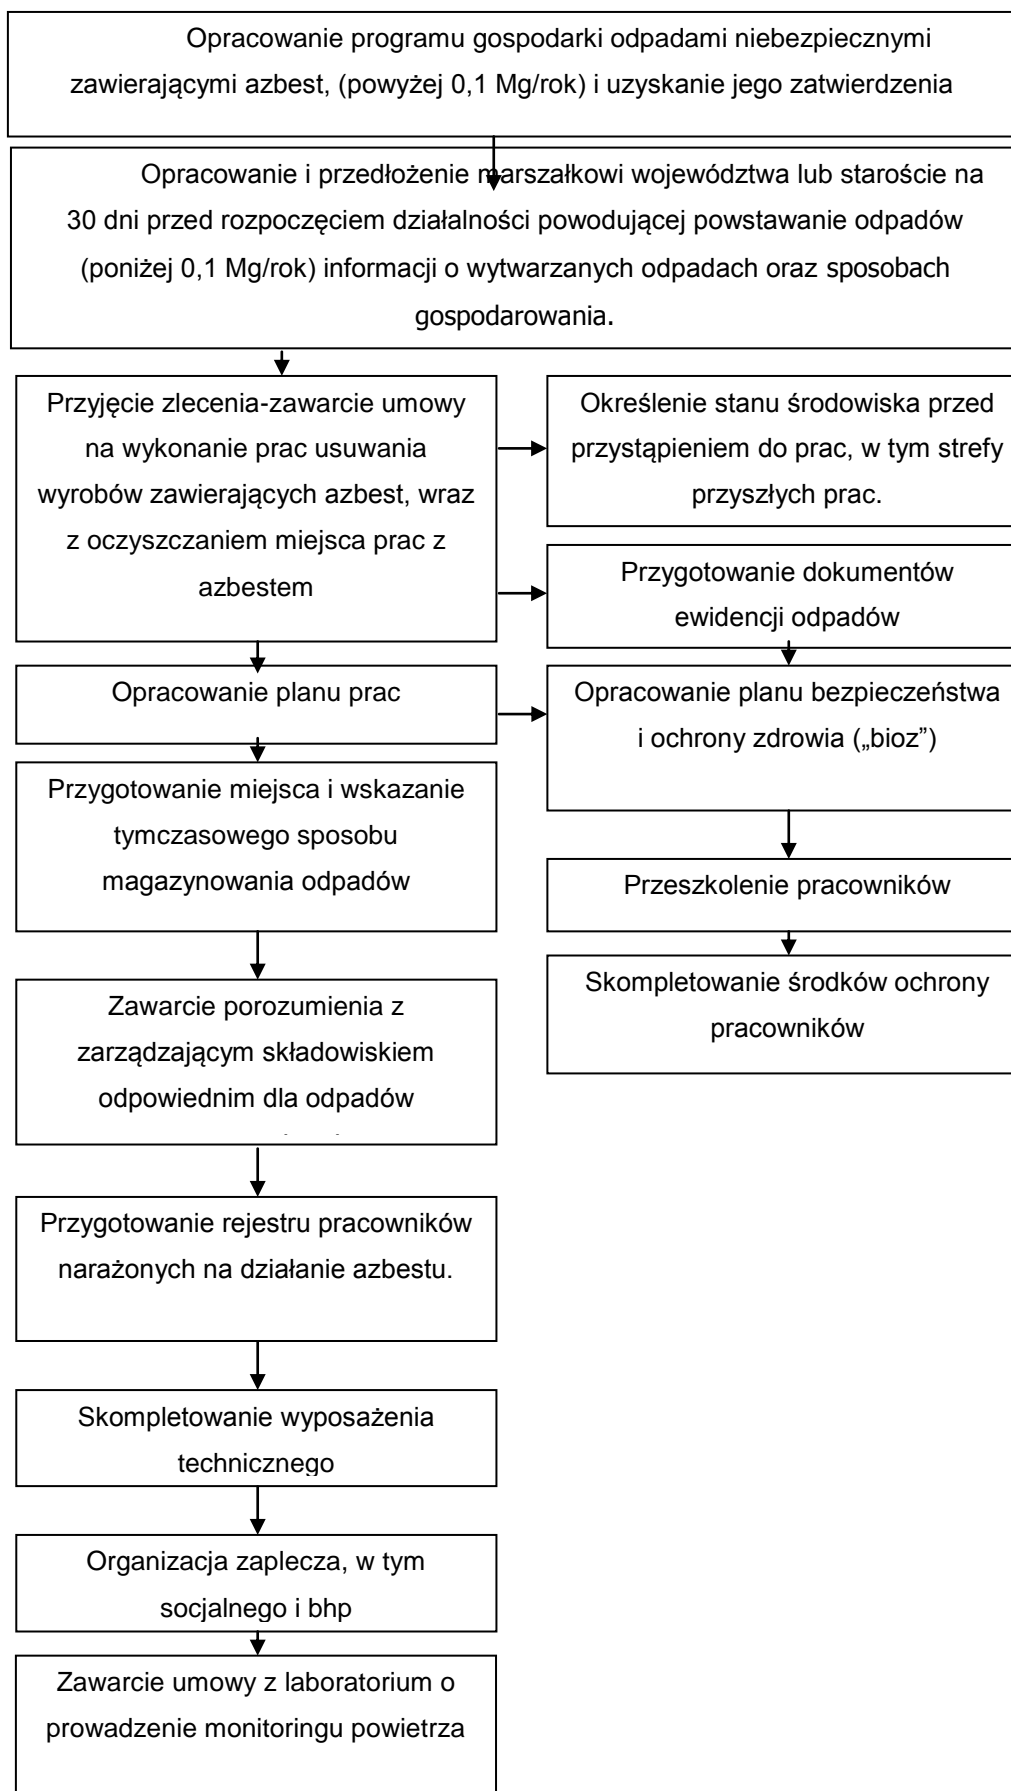 Opracowanie programu gospodarki odpadami niebezpiecznymi
zawierającymi azbest, (powyżej 0,1 Mg/rok) i uzyskanie jego zatwierdzenia
Opracowanie i przedłożenie marszałkowi województwa lub staroście na
30 dni przed rozpoczęciem działalności powodującej powstawanie odpadów
(poniżej 0,1 Mg/rok) informacji o wytwarzanych odpadach oraz sposobach
gospodarowania.
Przyjęcie zlecenia-zawarcie umowy
na wykonanie prac usuwania
wyrobów zawierających azbest, wraz
z oczyszczaniem miejsca prac z
azbestem
Określenie stanu środowiska przed
przystąpieniem do prac, w tym strefy
przyszłych prac.
Przygotowanie dokumentów
ewidencji odpadów
Opracowanie planu prac
Opracowanie planu bezpieczeństwa
i ochrony zdrowia („bioz”)
Przygotowanie miejsca i wskazanie
tymczasowego sposobu
magazynowania odpadów
Przeszkolenie pracowników
Skompletowanie środków ochrony
pracowników
Zawarcie porozumienia z
zarządzającym składowiskiem
odpowiednim dla odpadów
Przygotowanie rejestru pracowników
narażonych na działanie azbestu.
Skompletowanie wyposażenia
technicznego
Organizacja zaplecza, w tym
socjalnego i bhp
Zawarcie umowy z laboratorium o
prowadzenie monitoringu powietrza